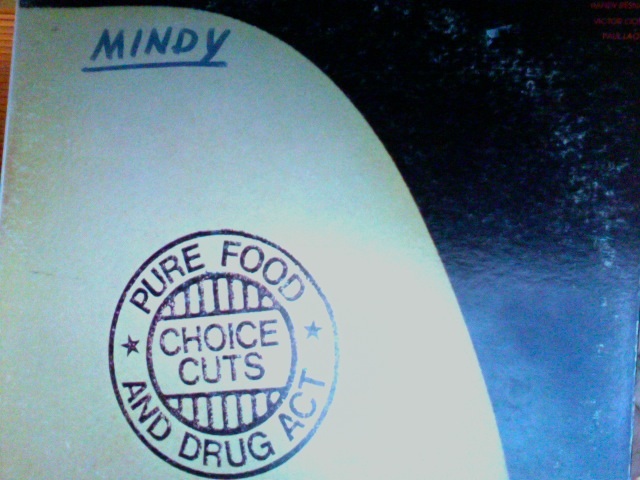 MINDY
PURE FOOD
CHOICE
CUTS
AND DRUG ACT